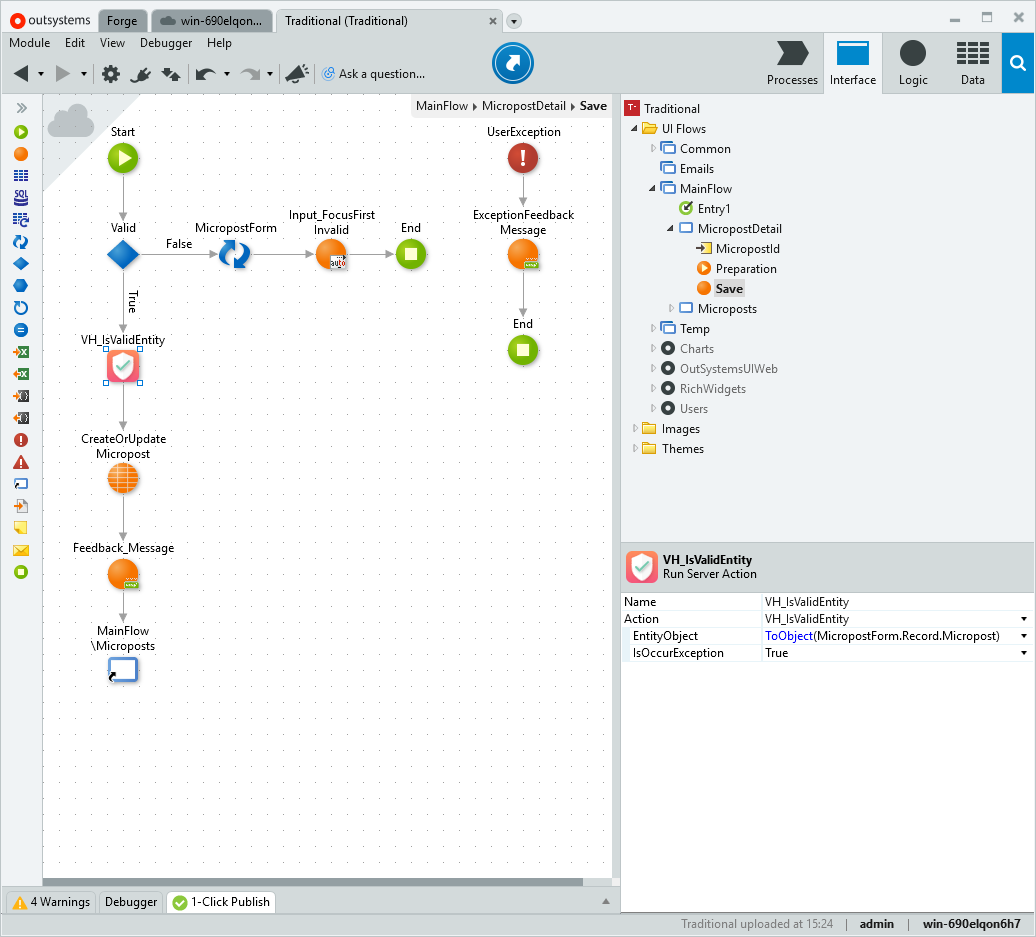 outsystems
Forge
win-690elqon...
Traditional (Traditional)
Module Edit View Debugger Help
Ask a question...
Processes
Interface
Logic
Data
MainFlow MicropostDetail Save
SQL
Start
UserException
Valid
False
MicropostForm
Input_FocusFirst
Invalid
auto
End
True
ExceptionFeedback
Message
End
VH_IsValidEntity
CreateOrUpdate
Micropost
Feedback_Message
MainFlow
\Microposts
Traditional
UI Flows
Common
Emails
MainFlow
Entry1
MicropostDetail
MicropostId
Preparation
Save
Microposts
Temp
Charts
OutSystemsUIWeb
RichWidgets
Users
Images
Themes
VH_IsValidEntity
Run Server Action
Name VH_IsValidEntity
Action VH_IsValidEntity
EntityObject ToObject(MicropostForm.Record.Micropost)
IsOccurException True
4 Warnings
Debugger
1-Click Publish
Traditional uploaded at 15:24 | admin | win-690elqon6h7